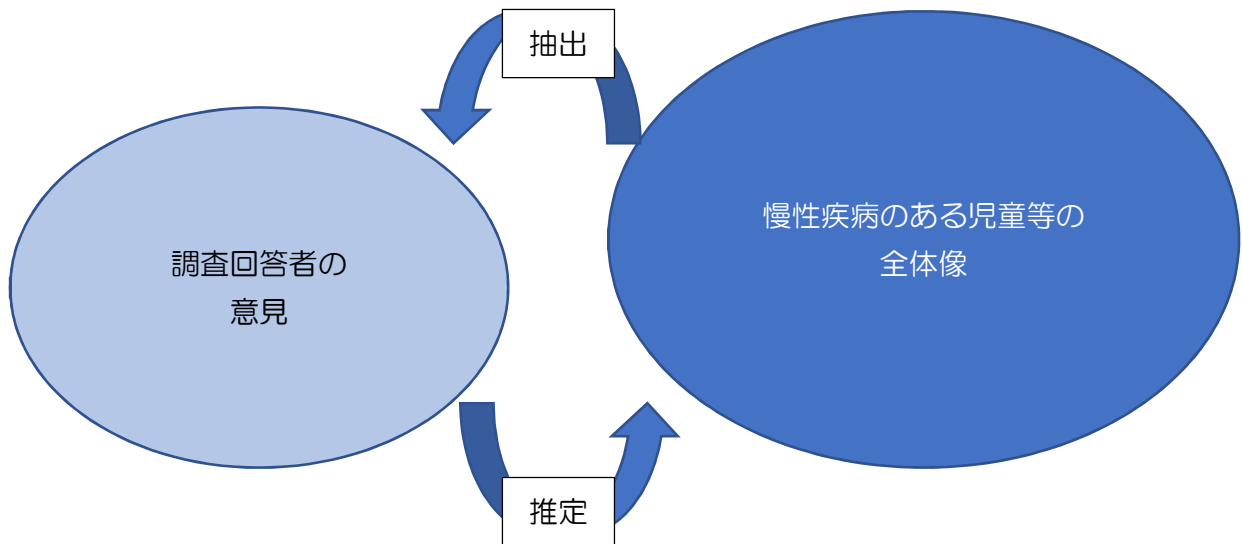 抽出
慢性疾病のある児童等の
全体像
調査回答者の
意見
推定